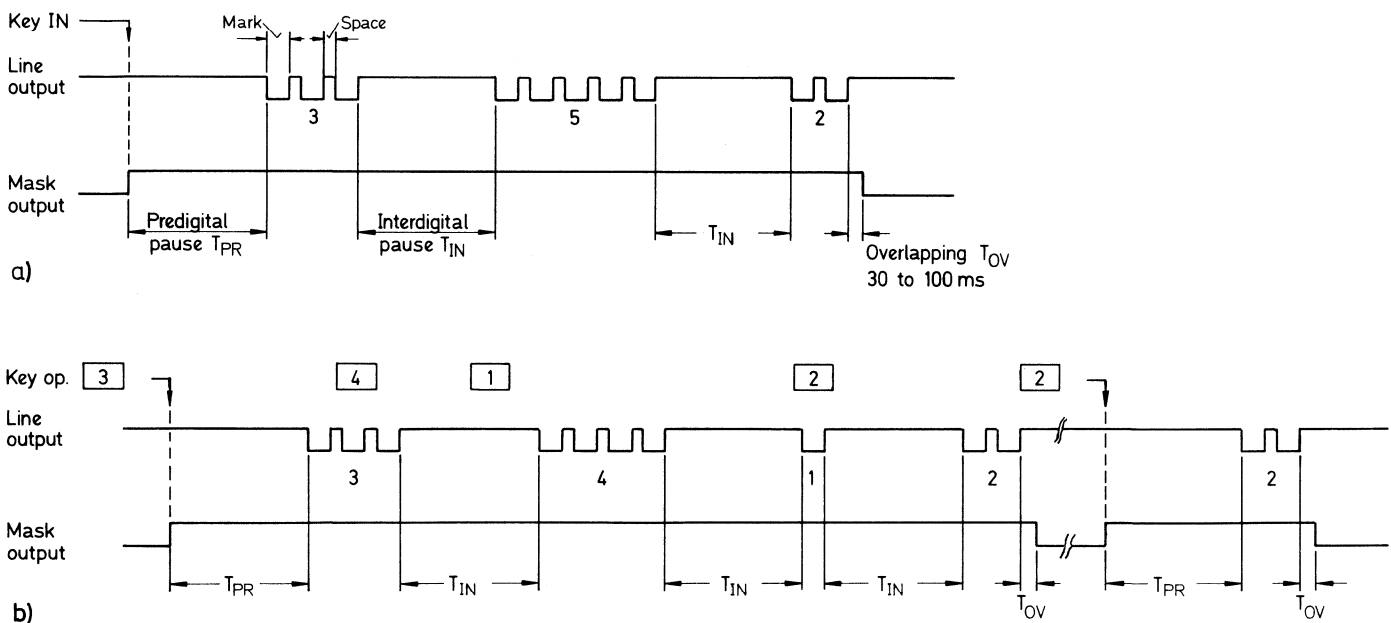 Key IN
Mark
Space
Line
output
3
5
2
Mask
output
Predigital
pause T_PR
Interdigital
pause T_IN
T_IN
Overlapping T_OV
30 to 100 ms
a)
Key op. 3 4 1 2 2
Line
output
3 4 1 2 2
Mask
output
T_PR T_IN T_IN T_IN T_OV T_PR T_OV
b)